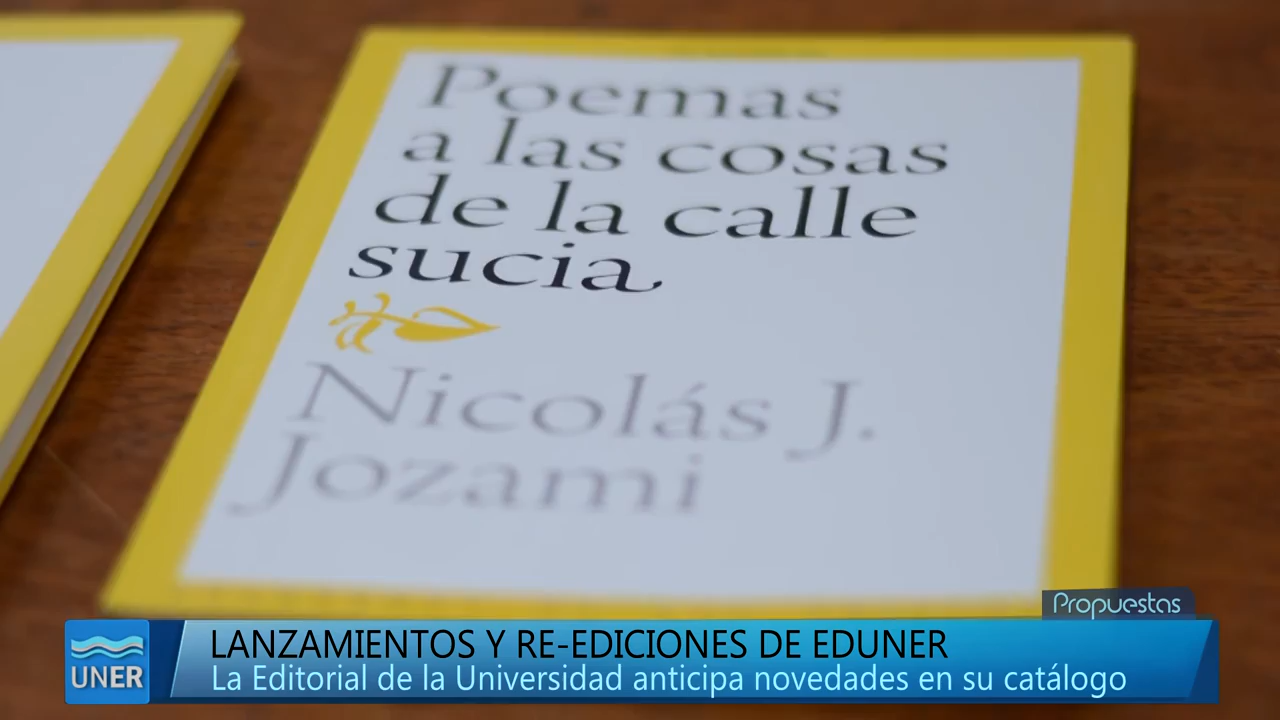 Poemas
a las cosas
de la calle
sucia
Nicolás J.
Jozami
Propuestas
UNER
LANZAMIENTOS Y RE-EDICIONES DE EDUNER
La Editorial de la Universidad anticipa novedades en su catálogo